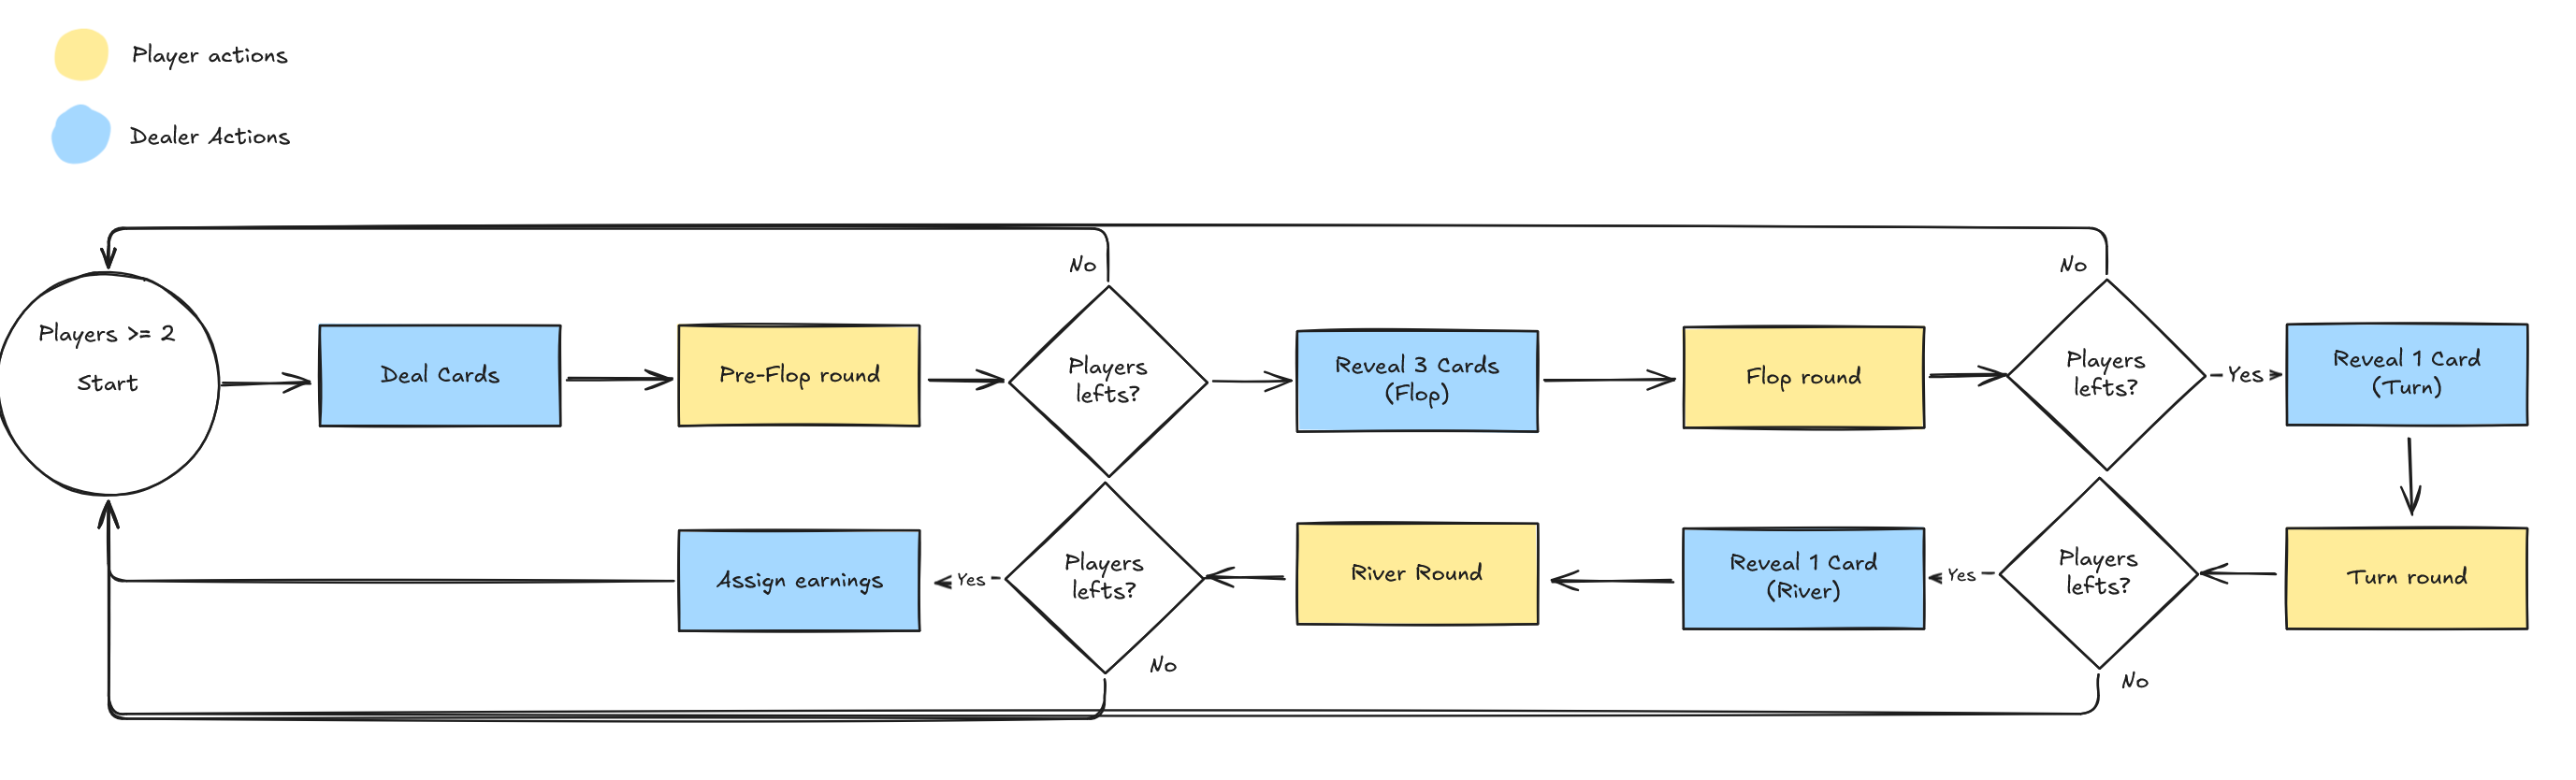 Player actions
Dealer Actions
No
No
Players >= 2
Start
Deal Cards
Pre-Flop round
Players
lefts?
Reveal 3 Cards
(Flop)
Flop round
Players
lefts?
Yes
Reveal 1 Card
(Turn)
Assign earnings
Yes
Players
lefts?
River Round
Reveal 1 Card
(River)
Yes
Players
lefts?
Turn round
No
No